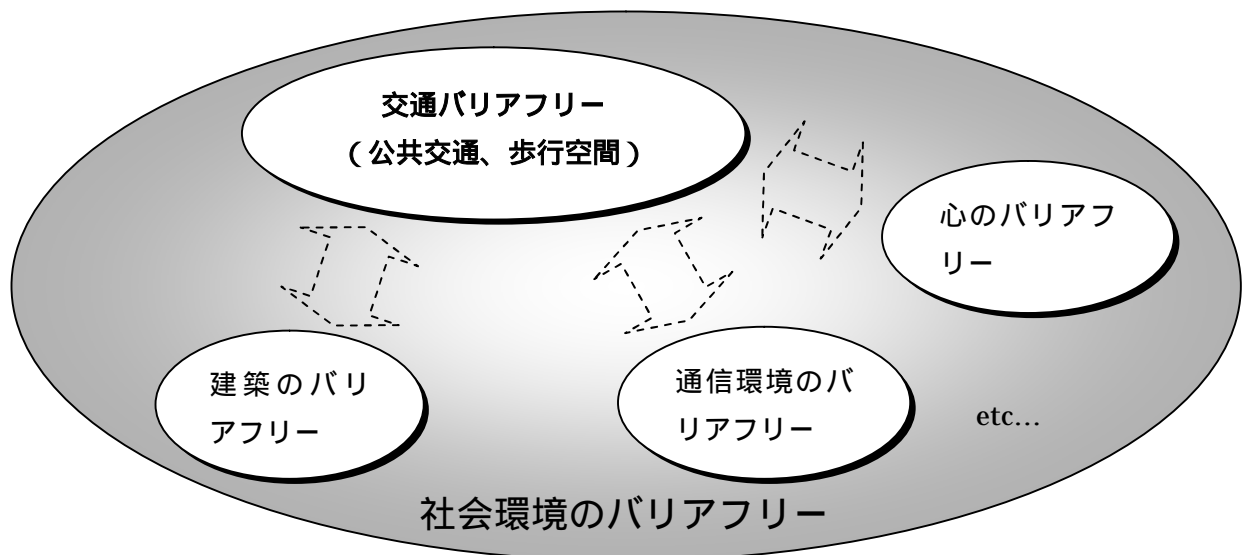 交通バリアフリー
（公共交通、歩行空間）
心のバリアフ
リー
建築のバリ
アフリー
通信環境のバ
リアフリー
etc…
社会環境のバリアフリー